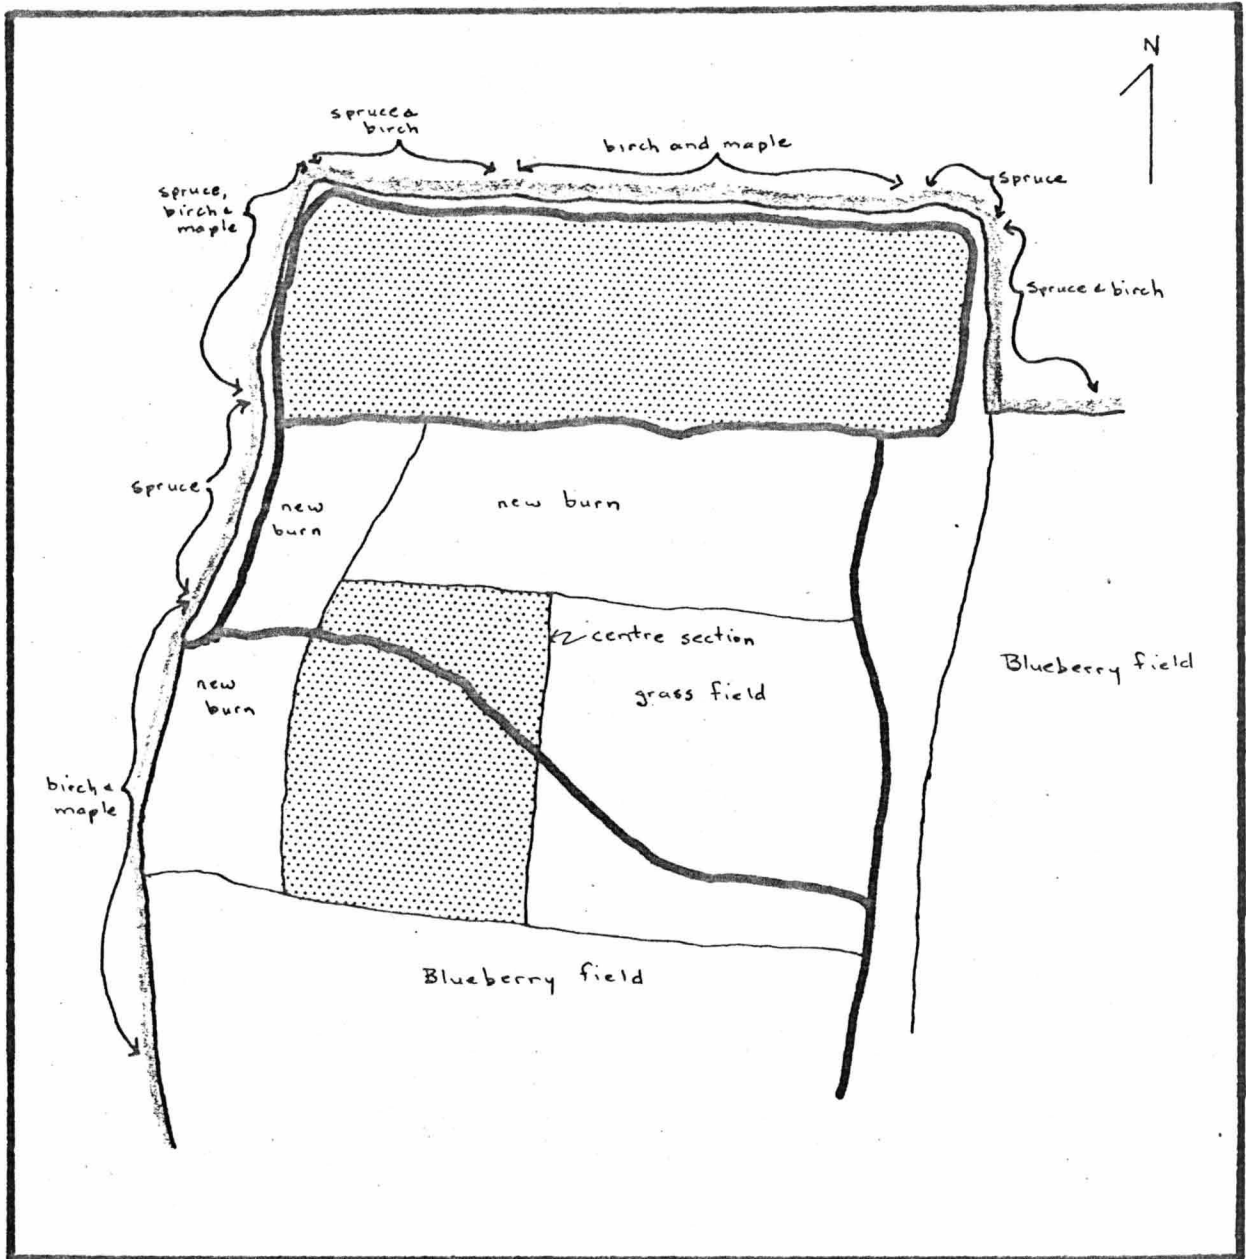 N
spruce &
birch
birch and maple
spruce
spruce,
birch &
maple
spruce & birch
spruce
new
burn
new burn
centre section
Blueberry field
new
burn
grass field
birch &
maple
Blueberry field